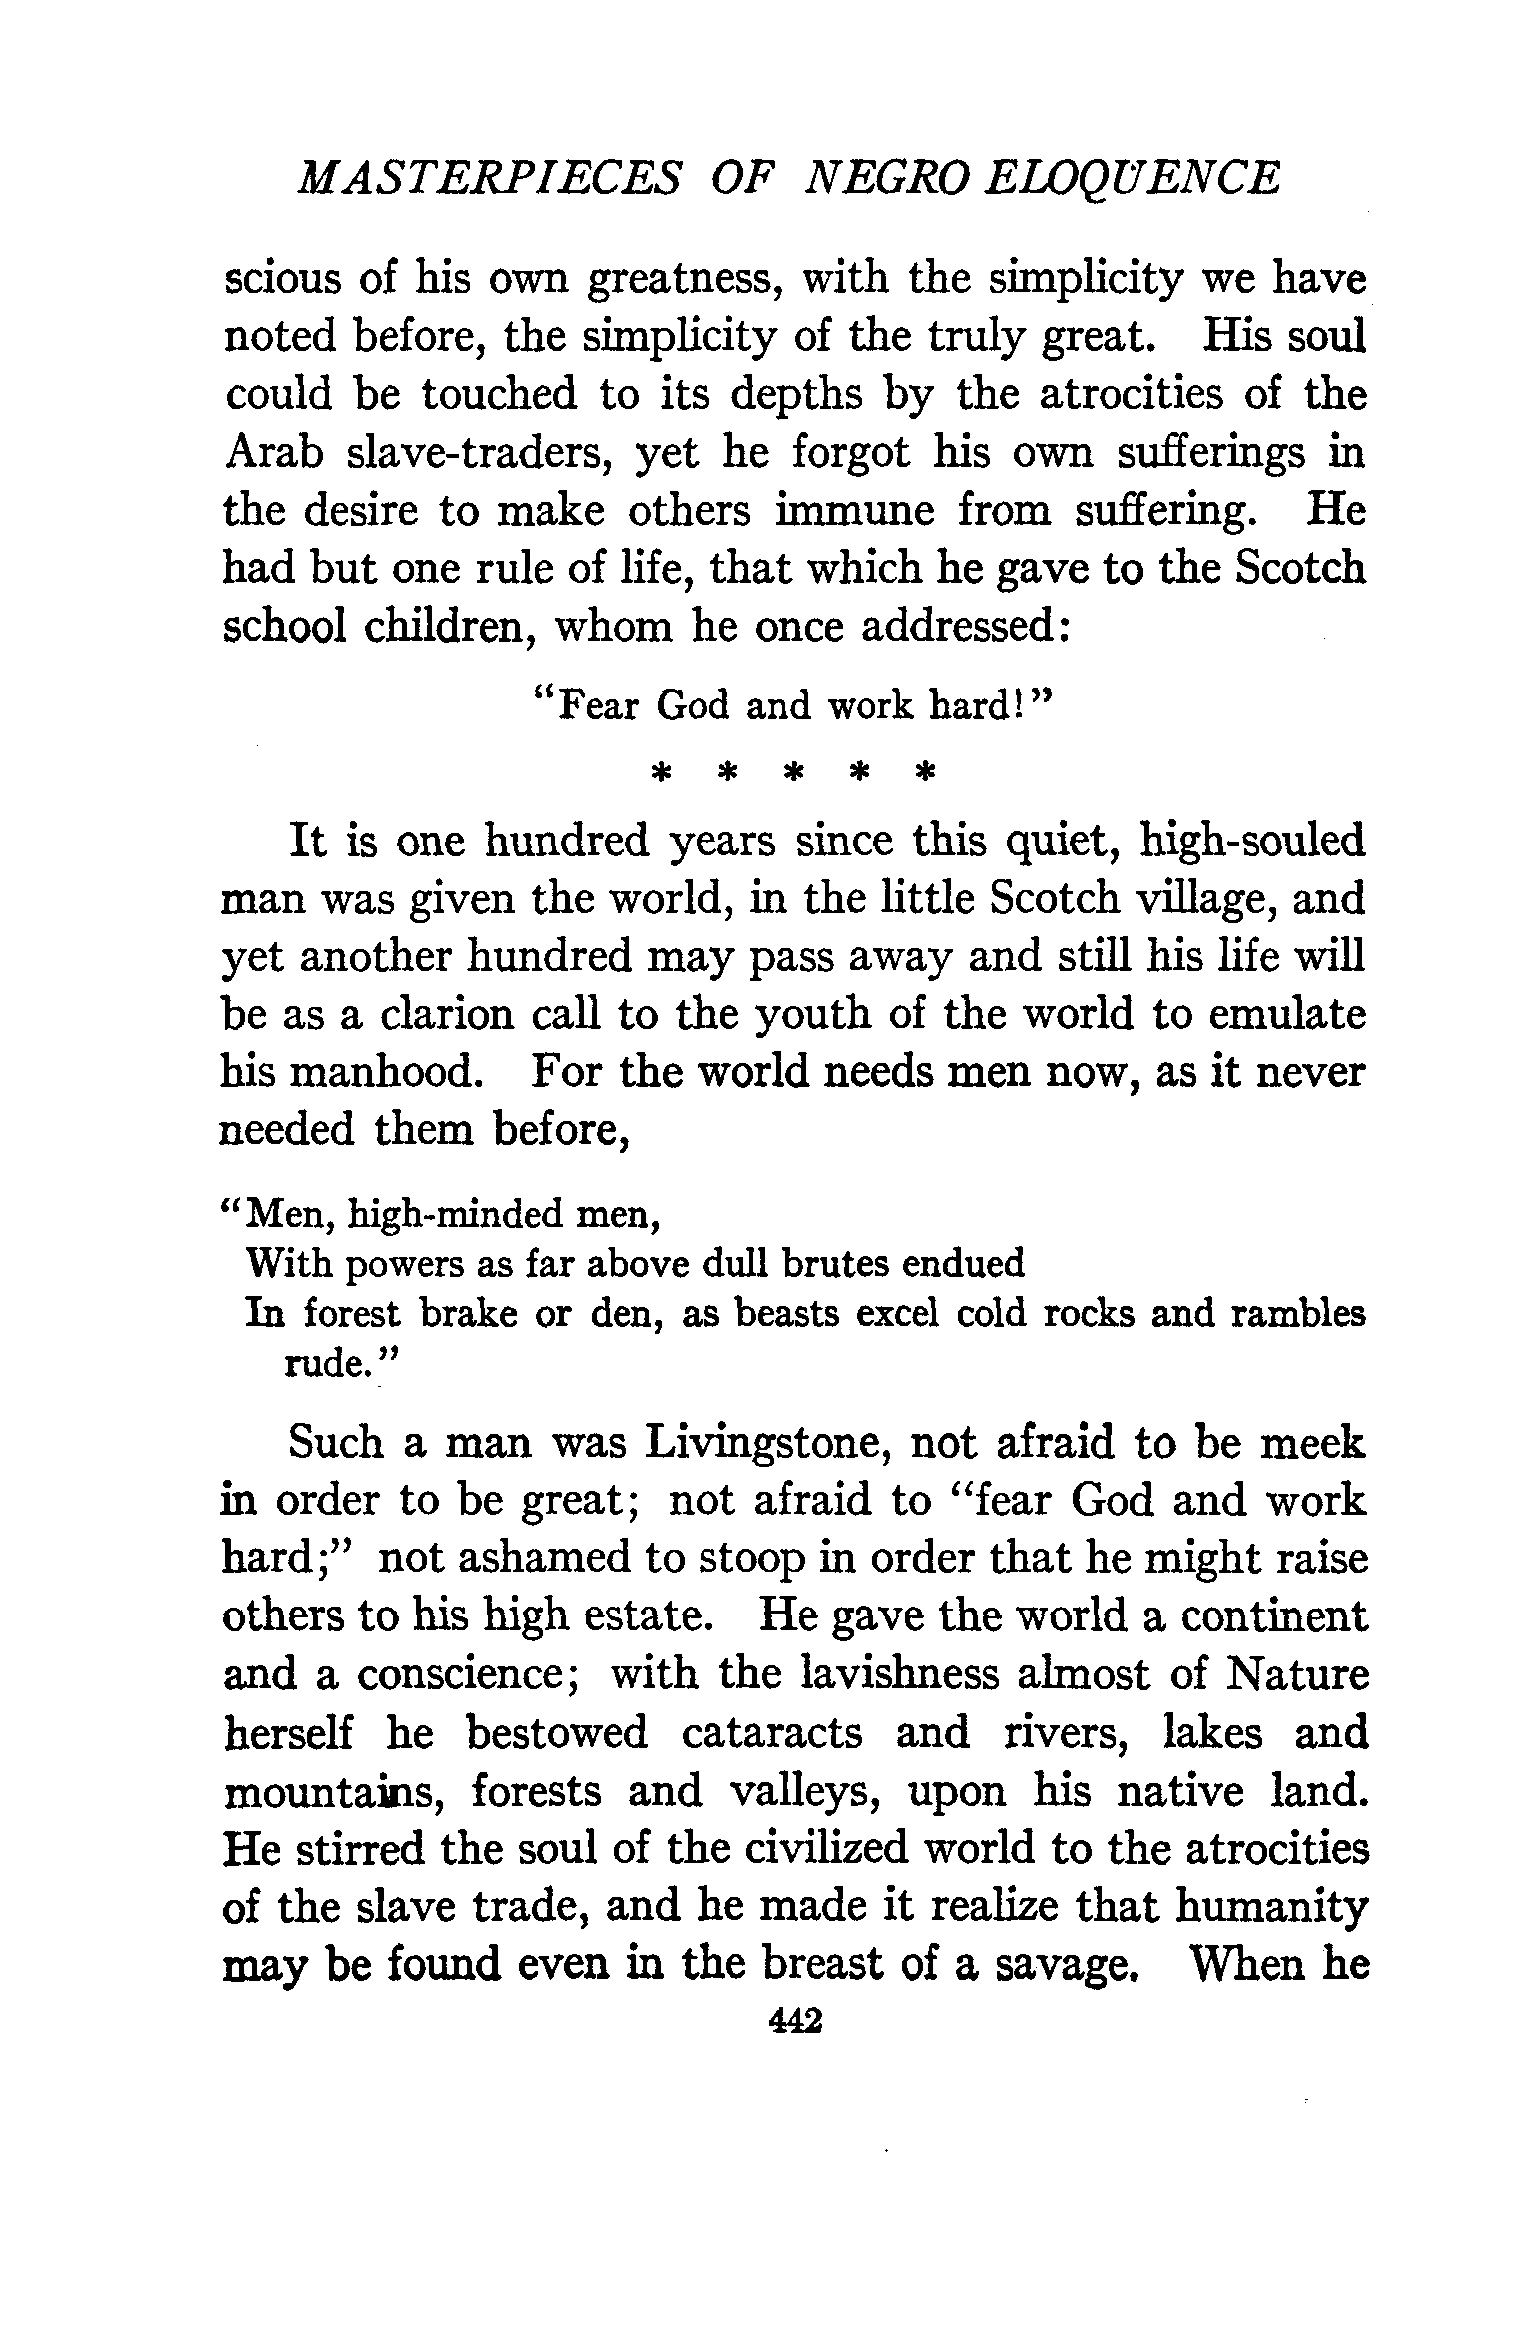 MASTERPIECES OF NEGRO ELOQUENCE
scious of his own greatness, with the simplicity we have
noted before, the simplicity of the truly great. His soul
could be touched to its depths by the atrocities of the
Arab slave-traders, yet he forgot his own sufferings in
the desire to make others immune from suffering. He
had but one rule of life, that which he gave to the Scotch
school children, whom he once addressed:
"Fear God and work hard!"
* * * * *
It is one hundred years since this quiet, high-souled
man was given the world, in the little Scotch village, and
yet another hundred may pass away and still his life will
be as a clarion call to the youth of the world to emulate
his manhood. For the world needs men now, as it never
needed them before,
"Men, high-minded men,
With powers as far above dull brutes endued
In forest brake or den, as beasts excel cold rocks and rambles
rude."
Such a man was Livingstone, not afraid to be meek
in order to be great; not afraid to "fear God and work
hard;" not ashamed to stoop in order that he might raise
others to his high estate. He gave the world a continent
and a conscience; with the lavishness almost of Nature
herself he bestowed cataracts and rivers, lakes and
mountains, forests and valleys, upon his native land.
He stirred the soul of the civilized world to the atrocities
of the slave trade, and he made it realize that humanity
may be found even in the breast of a savage. When he
442